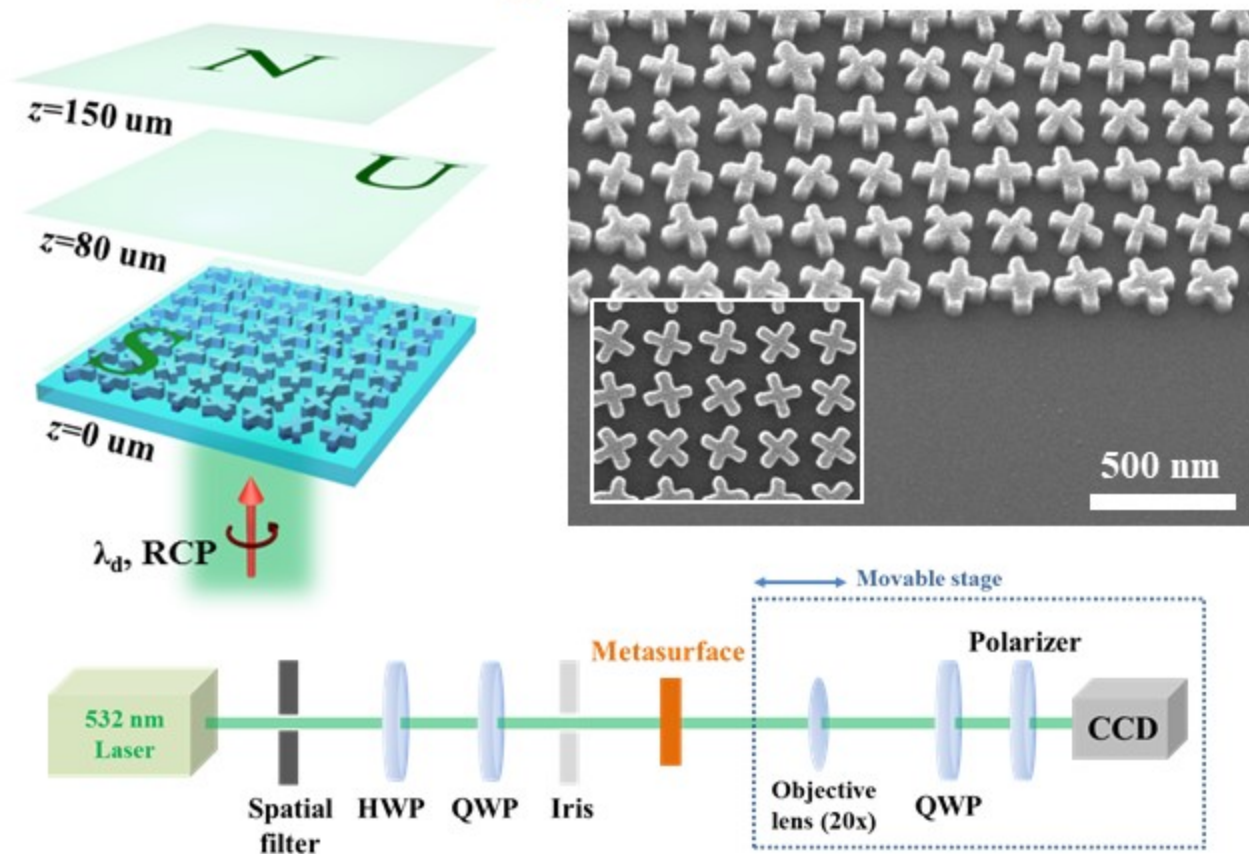 N
z=150 um
U
z=80 um
S
z=0 um
λd, RCP
500 nm
Movable stage
532 nm
Laser
Spatial
filter
HWP
QWP
Iris
Metasurface
Objective
lens (20x)
QWP
Polarizer
CCD